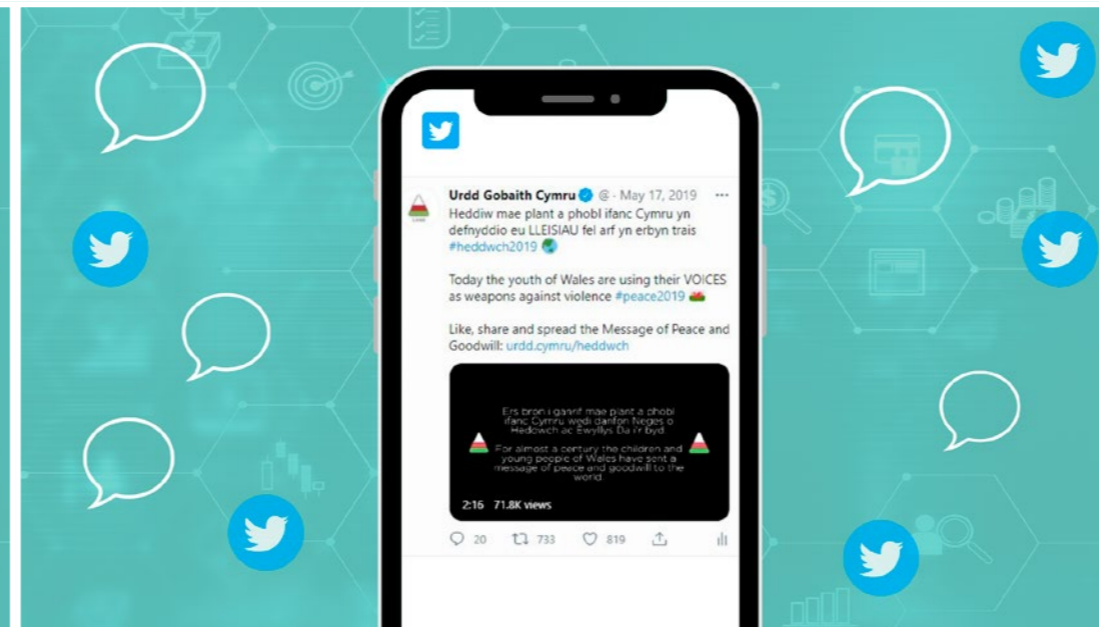 Urdd Gobaith Cymru @ - May 17, 2019 ...
Heddiw mae plant a phobl ifanc Cymru yn
defnyddio eu LLEISIAU fel arf yn erbyn trais
#heddwch2019
Today the youth of Wales are using their VOICES
as weapons against violence #peace2019
Like, share and spread the Message of Peace and
Goodwill: urdd.cymru/heddwch
Ers bron i ganrif mae plant a phobl
ifanc Cymru wedi danfon Neges o
Heddwch ac Ewyllys Da i'r byd
For almost a century the children and
young people of Wales have sent a
message of peace and goodwill to the
world
2:16 71.8K views
20 733 819